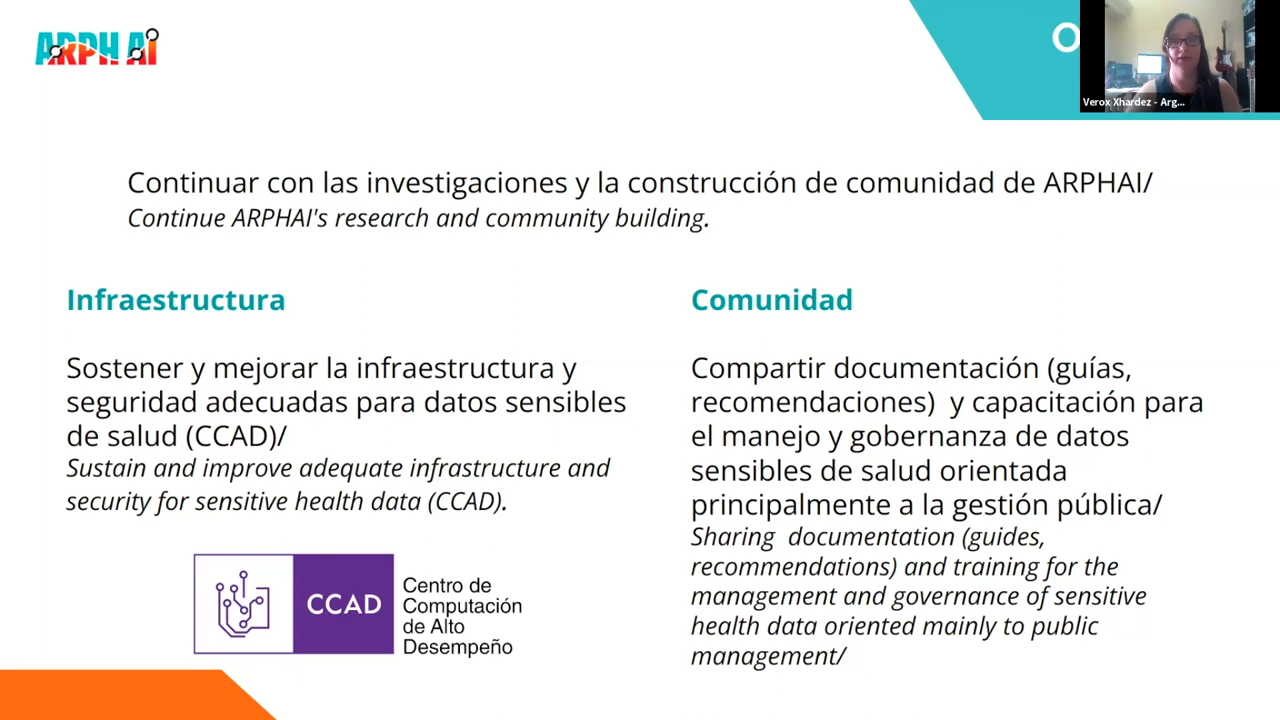 ARPHAI
O
Verox Xhardez - Arg...
Continuar con las investigaciones y la construcción de comunidad de ARPHAI/
Continue ARPHAI's research and community building.
Infraestructura
Sostener y mejorar la infraestructura y
seguridad adecuadas para datos sensibles
de salud (CCAD)/
Sustain and improve adequate infrastructure and
security for sensitive health data (CCAD).
CCAD
Centro de
Computación
de Alto
Desempeño
Comunidad
Compartir documentación (guías,
recomendaciones) y capacitación para
el manejo y gobernanza de datos
sensibles de salud orientada
principalmente a la gestión pública/
Sharing documentation (guides,
recommendations) and training for the
management and governance of sensitive
health data oriented mainly to public
management/